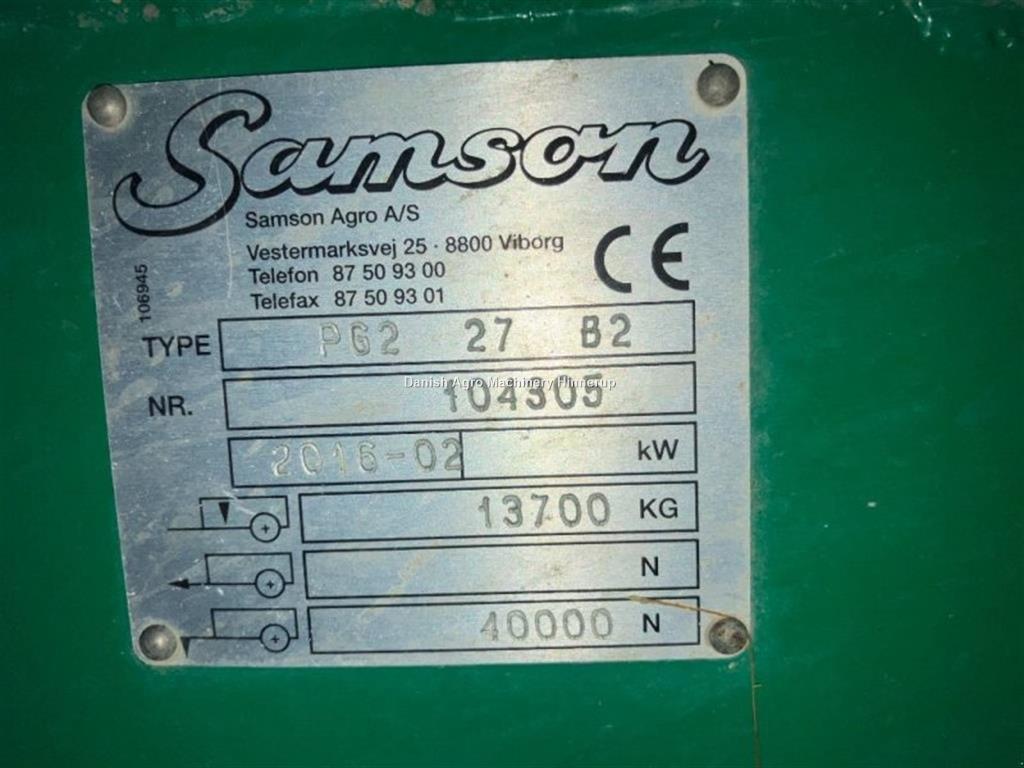 Samson
Samson Agro A/S
Vestermarksvej 25 · 8800 Viborg
Telefon 87 50 93 00
Telefax 87 50 93 01
CE
106945
TYPE PG2 27 B2
Danish Agro Machinery Hinnerup
NR. 104305
2016-02 kW
13700 KG
N
40000 N